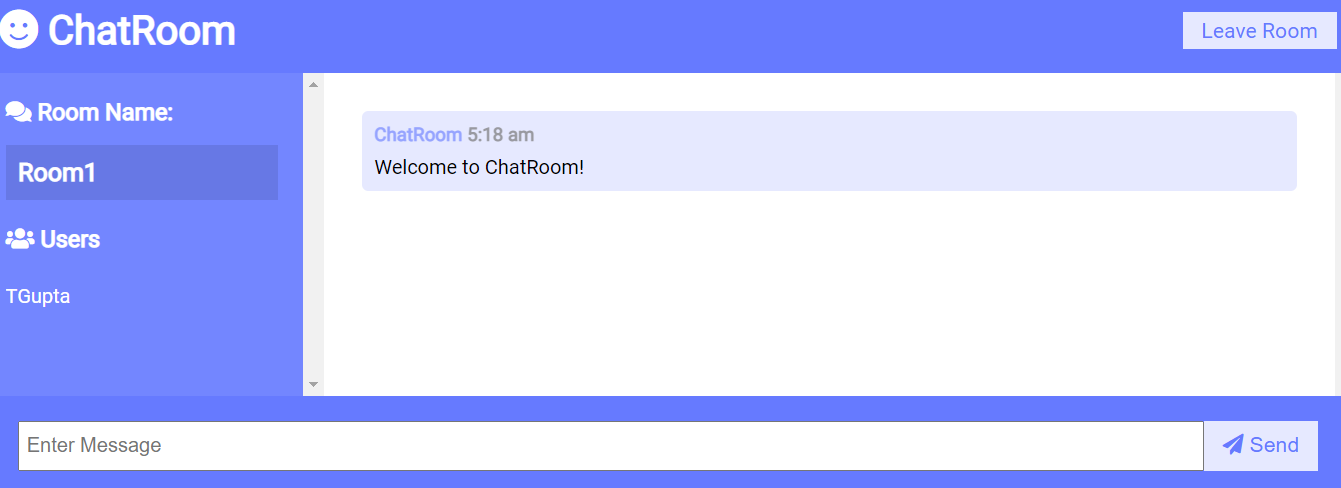 ChatRoom
Leave Room
Room Name:
Room1
Users
TGupta
ChatRoom 5:18 am
Welcome to ChatRoom!
Enter Message
Send